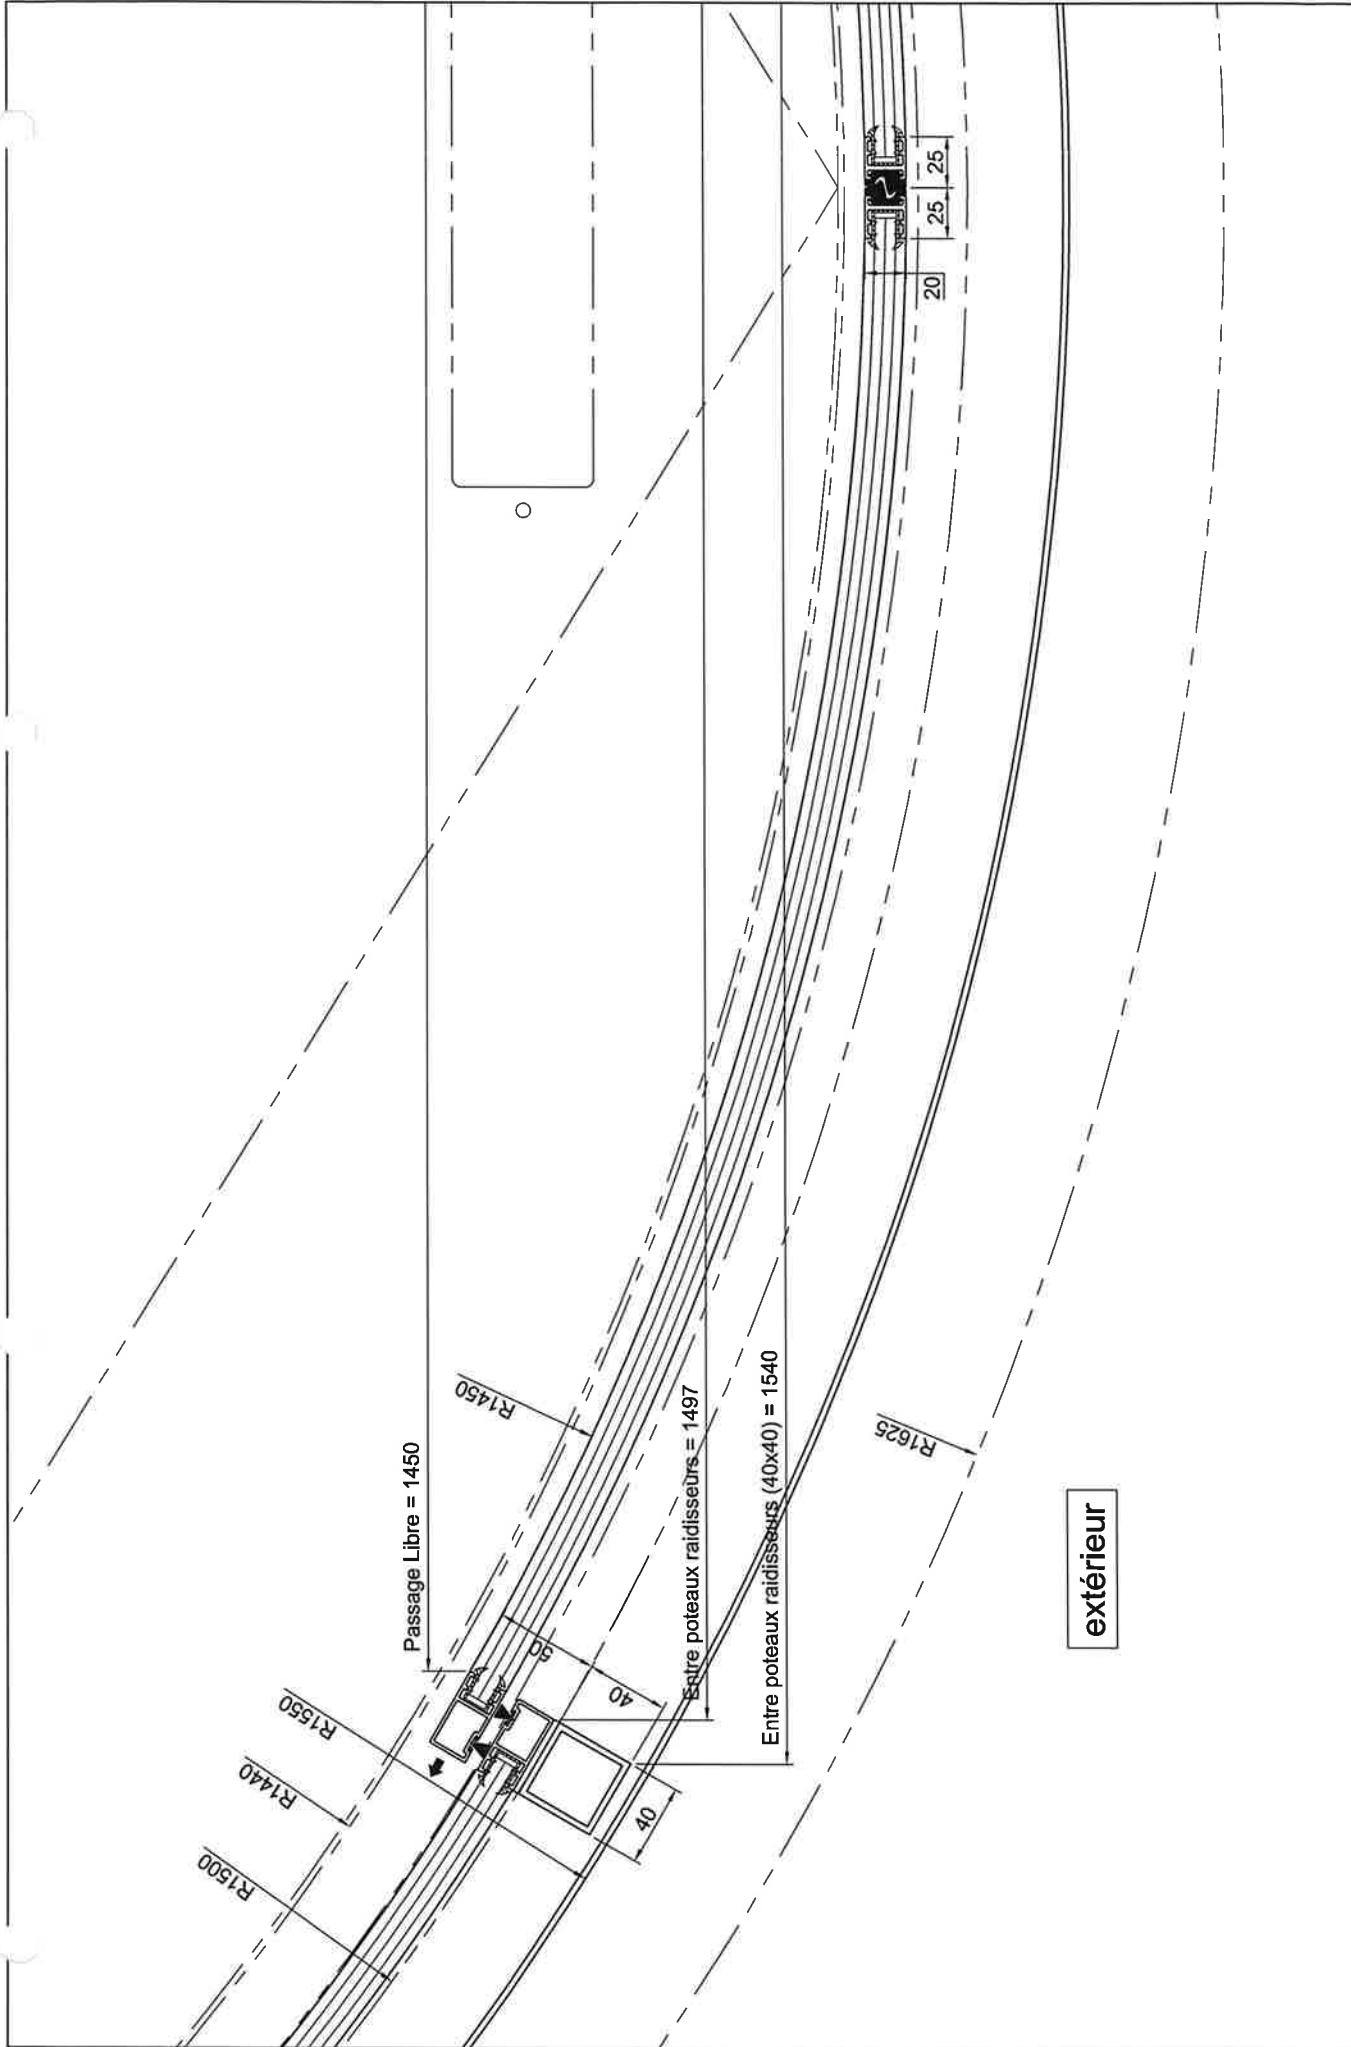 25
25
20
R1450
Passage Libre = 1450
Entre poteaux raidisseurs = 1497
Entre poteaux raidisseurs (40x40) = 1540
R1625
extérieur
50
40
40
R1550
R1440
R1500